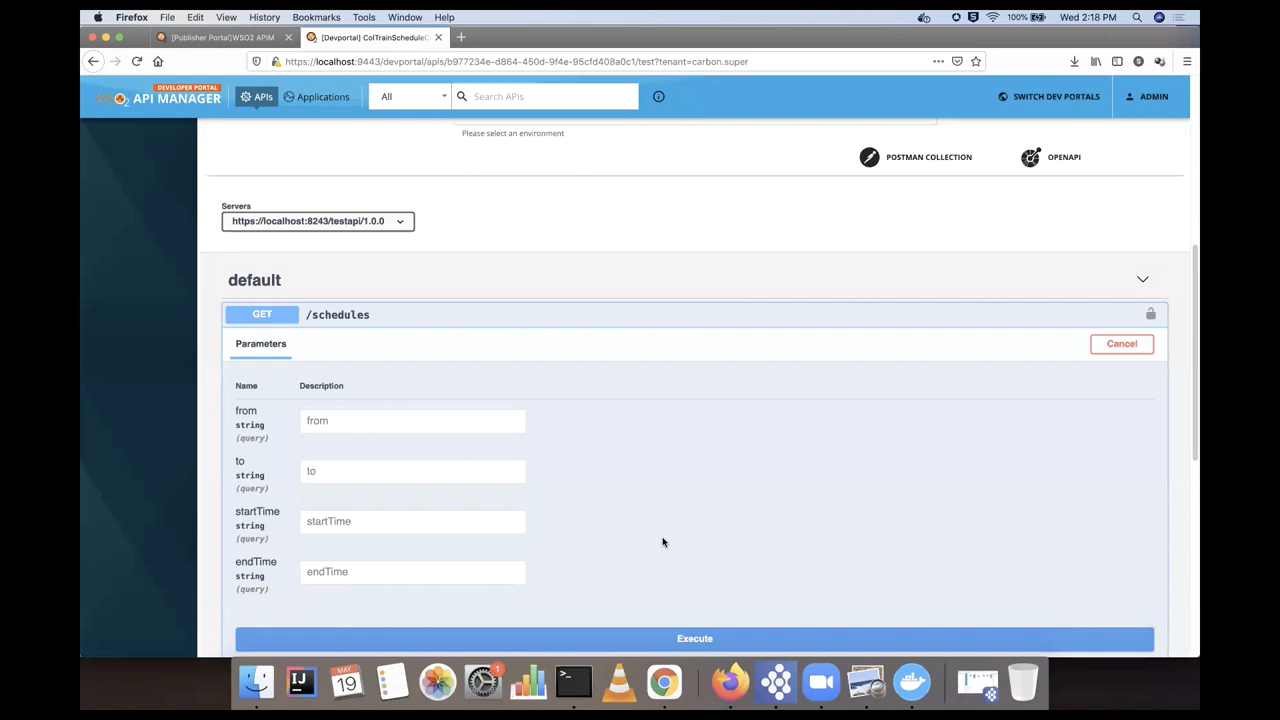 Firefox File Edit View History Bookmarks Tools Window Help 100% Wed 2:18 PM
[Publisher Portal]WSO2 APIM [Devportal] ColTrainScheduleC
https://localhost:9443/devportal/apis/b977234e-d864-450d-9f4e-95cfd408a0c1/test?tenant=carbon.super
DEVELOPER PORTAL
WSO2 API MANAGER APIs Applications All Search APIs SWITCH DEV PORTALS ADMIN
Please select an environment
POSTMAN COLLECTION OPENAPI
Servers
https://localhost:8243/testapi/1.0.0
default
GET /schedules
Parameters Cancel
Name Description
from
string
(query)
from
to
string
(query)
to
startTime
string
(query)
startTime
endTime
string
(query)
endTime
Execute
IJ
MAY
19
1
>_